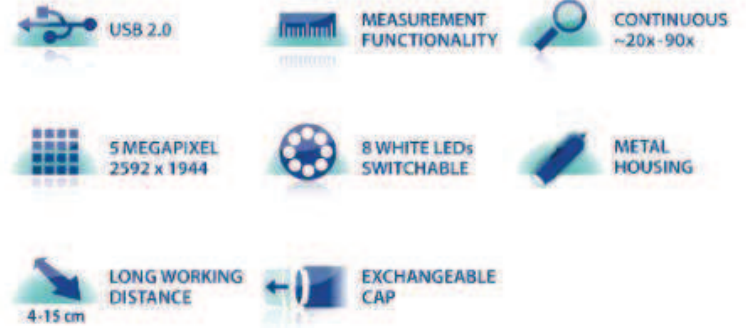 USB 2.0
MEASUREMENT
FUNCTIONALITY
CONTINUOUS
~20x-90x
5 MEGAPIXEL
2592 x 1944
8 WHITE LEDs
SWITCHABLE
METAL
HOUSING
LONG WORKING
DISTANCE
4-15 cm
EXCHANGEABLE
CAP